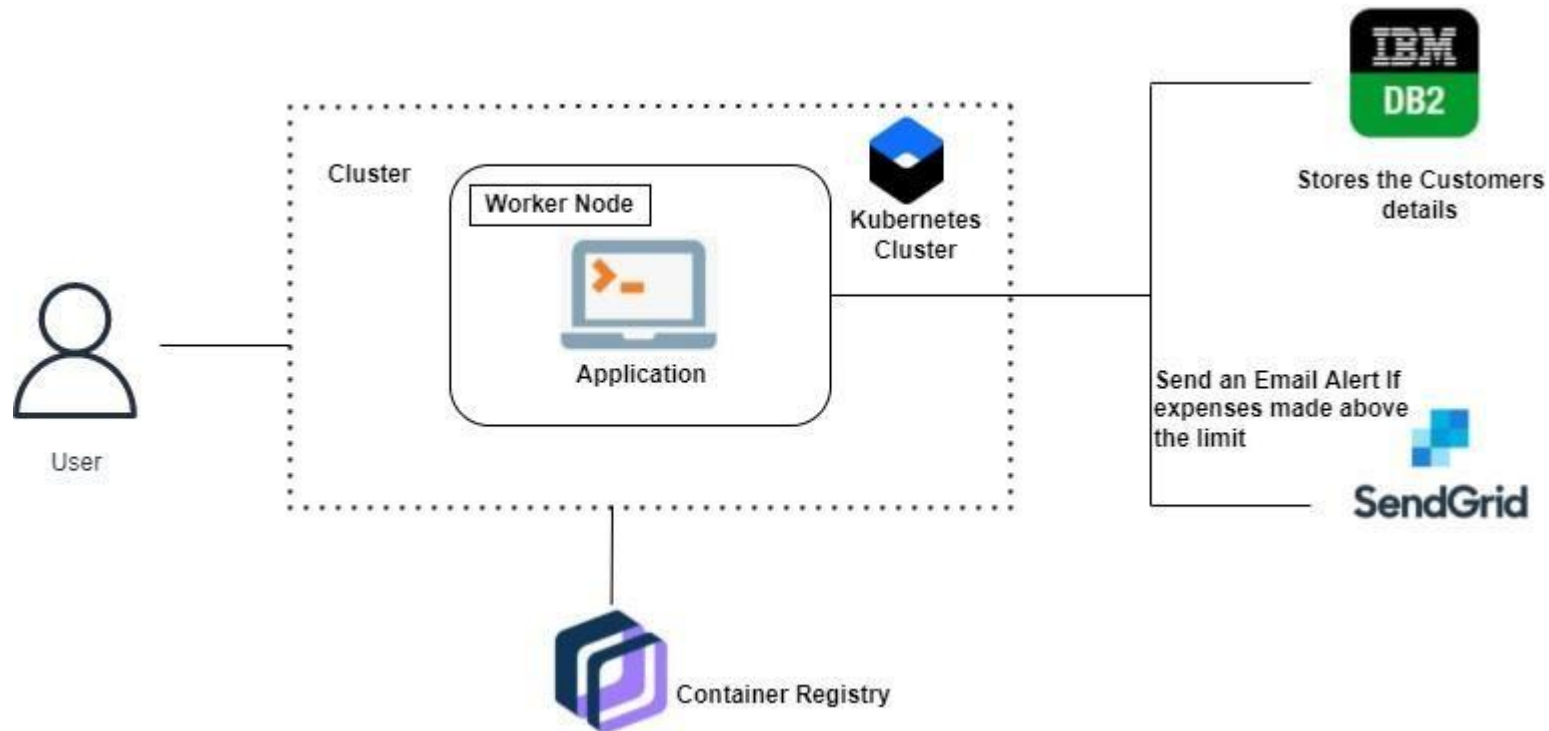 IBM
DB2
Stores the Customers
details
Cluster
Worker Node
Application
Kubernetes
Cluster
User
Send an Email Alert If
expenses made above
the limit
SendGrid
Container Registry